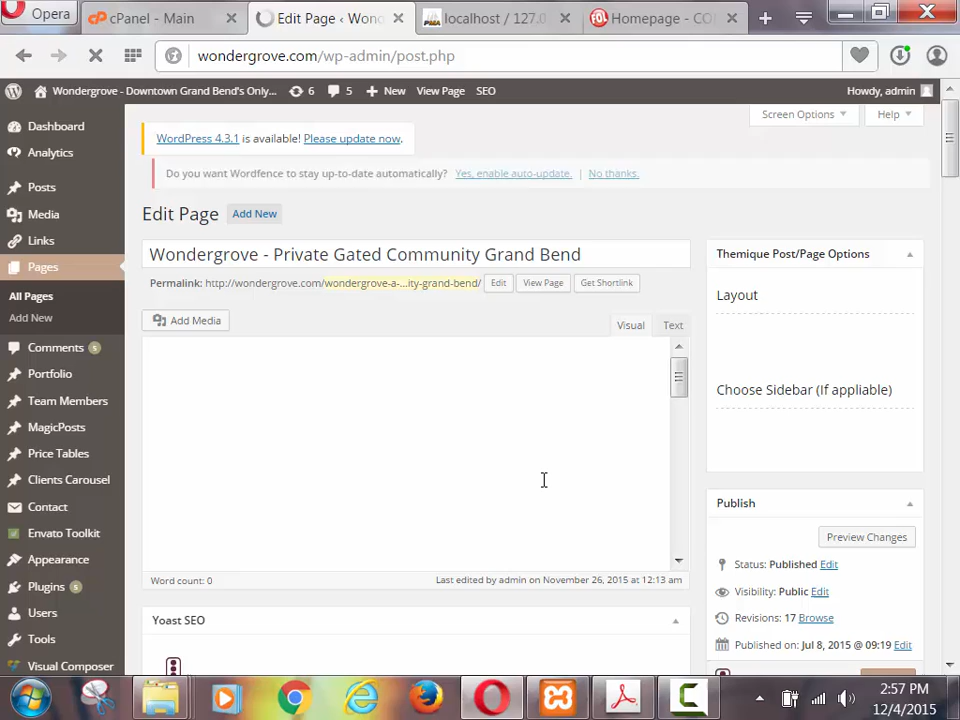 Opera
cPanel - Main
Edit Page ‹ Won
localhost / 127.0
Homepage - CO
wondergrove.com/wp-admin/post.php
Wondergrove - Downtown Grand Bend's Only... 6 5 New View Page SEO Howdy, admin
Screen Options Help
WordPress 4.3.1 is available! Please update now.
Do you want Wordfence to stay up-to-date automatically? Yes, enable auto-update. | No thanks.
Edit Page Add New
Wondergrove - Private Gated Community Grand Bend
Permalink: http://wondergrove.com/wondergrove-a-...ity-grand-bend/ Edit View Page Get Shortlink
Add Media
Visual Text
Word count: 0 Last edited by admin on November 26, 2015 at 12:13 am
Yoast SEO
Dashboard
Analytics
Posts
Media
Links
Pages
All Pages
Add New
Comments 5
Portfolio
Team Members
MagicPosts
Price Tables
Clients Carousel
Contact
Envato Toolkit
Appearance
Plugins 5
Users
Tools
Visual Composer
Themique Post/Page Options
Layout
Choose Sidebar (If appliable)
Publish
Preview Changes
Status: Published Edit
Visibility: Public Edit
Revisions: 17 Browse
Published on: Jul 8, 2015 @ 09:19 Edit
2:57 PM
12/4/2015